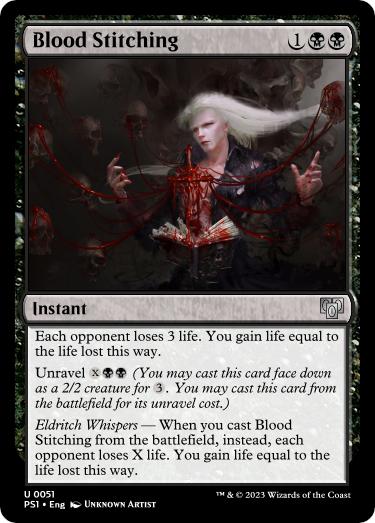 Blood Stitching 1
Instant
Each opponent loses 3 life. You gain life equal to
the life lost this way.
Unravel X (You may cast this card face down
as a 2/2 creature for 3. You may cast this card from
the battlefield for its unravel cost.)
Eldritch Whispers — When you cast Blood
Stitching from the battlefield, instead, each
opponent loses X life. You gain life equal to the
life lost this way.
U 0051
PS1 • Eng Unknown Artist
™ & © 2023 Wizards of the Coast